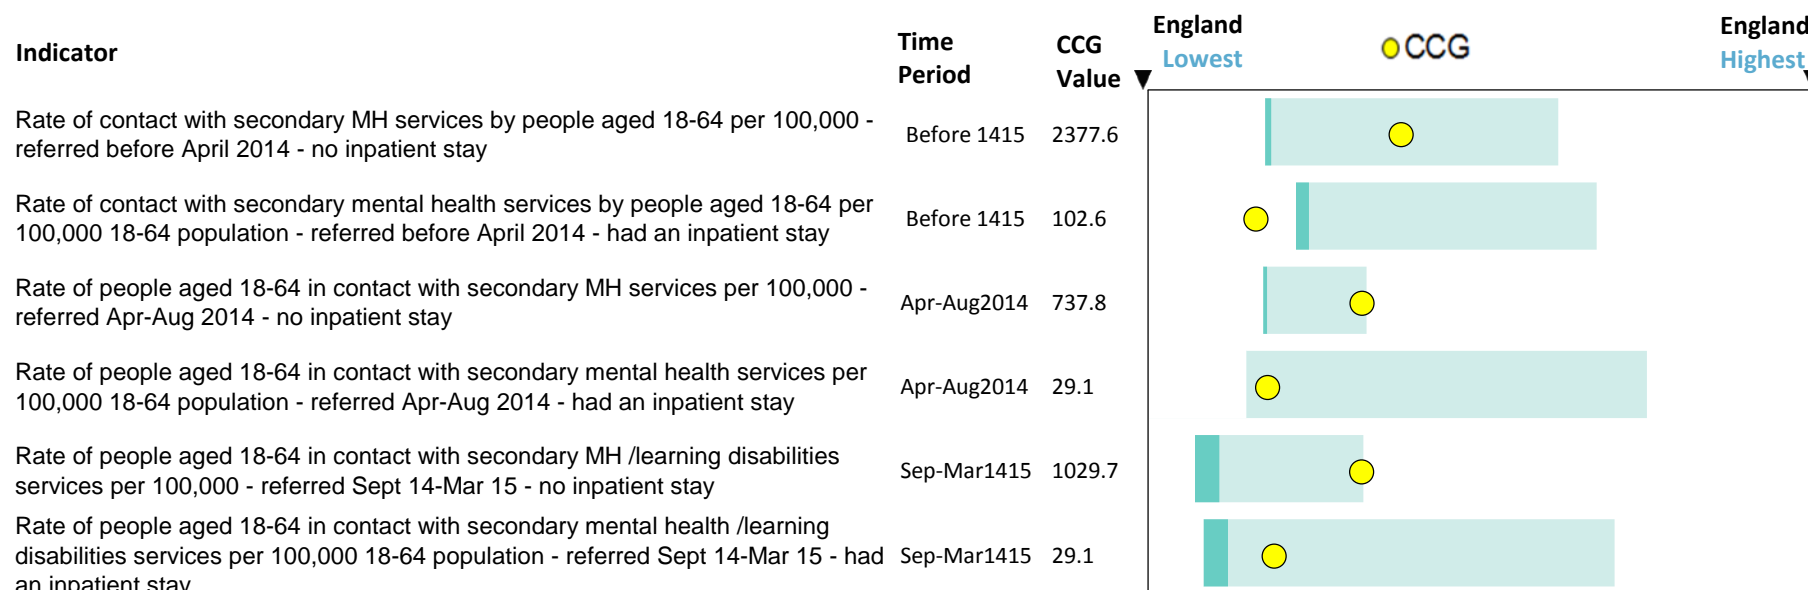 Indicator
Time Period
CCG Value
England Lowest
CCG
England Highest
Rate of contact with secondary MH services by people aged 18-64 per 100,000 -
referred before April 2014 - no inpatient stay
Before 1415 2377.6
Rate of contact with secondary mental health services by people aged 18-64 per
100,000 18-64 population - referred before April 2014 - had an inpatient stay
Before 1415 102.6
Rate of people aged 18-64 in contact with secondary MH services per 100,000 -
referred Apr-Aug 2014 - no inpatient stay
Apr-Aug2014 737.8
Rate of people aged 18-64 in contact with secondary mental health services per
100,000 18-64 population - referred Apr-Aug 2014 - had an inpatient stay
Apr-Aug2014 29.1
Rate of people aged 18-64 in contact with secondary MH /learning disabilities
services per 100,000 - referred Sept 14-Mar 15 - no inpatient stay
Sep-Mar1415 1029.7
Rate of people aged 18-64 in contact with secondary mental health /learning
disabilities services per 100,000 18-64 population - referred Sept 14-Mar 15 - had
an inpatient stay
Sep-Mar1415 29.1